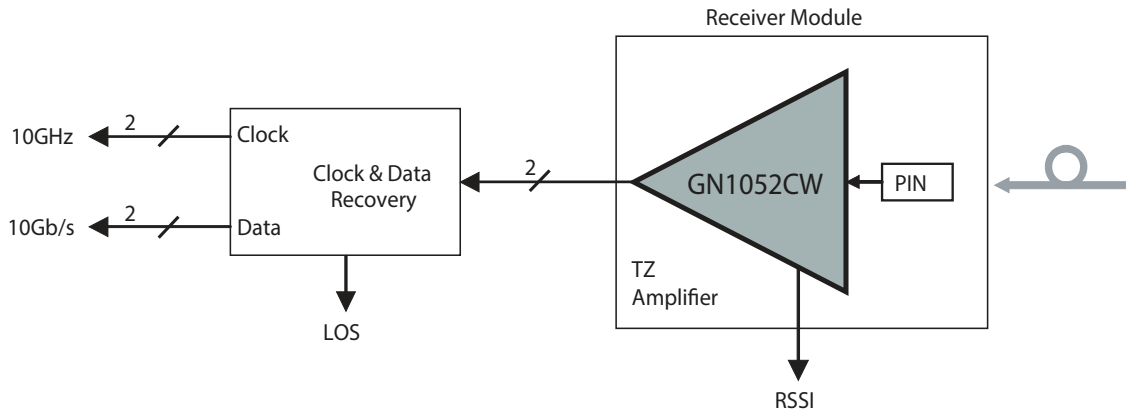 Receiver Module
10GHz
2
Clock
Clock & Data
Recovery
2
GN1052CW
PIN
10Gb/s
2
Data
TZ
Amplifier
LOS
RSSI